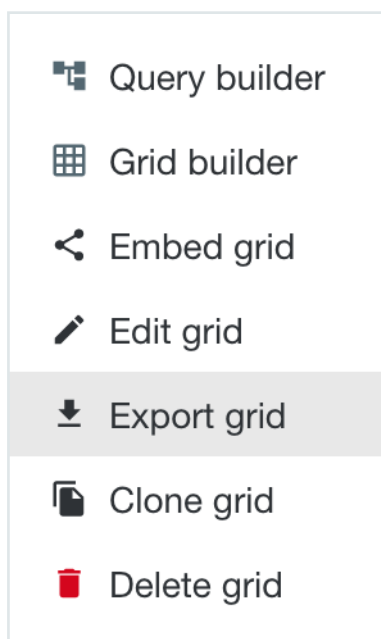 Query builder
Grid builder
Embed grid
Edit grid
Export grid
Clone grid
Delete grid